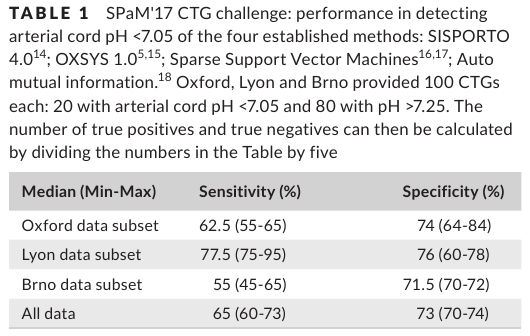 TABLE 1 SPaM'17 CTG challenge: performance in detecting
arterial cord pH <7.05 of the four established methods: SISPORTO
4.0¹⁴; OXSYS 1.0⁵,¹⁵; Sparse Support Vector Machines¹⁶,¹⁷; Auto
mutual information.¹⁸ Oxford, Lyon and Brno provided 100 CTGs
each: 20 with arterial cord pH <7.05 and 80 with pH >7.25. The
number of true positives and true negatives can then be calculated
by dividing the numbers in the Table by five
Median (Min-Max) Sensitivity (%) Specificity (%)
Oxford data subset 62.5 (55-65) 74 (64-84)
Lyon data subset 77.5 (75-95) 76 (60-78)
Brno data subset 55 (45-65) 71.5 (70-72)
All data 65 (60-73) 73 (70-74)